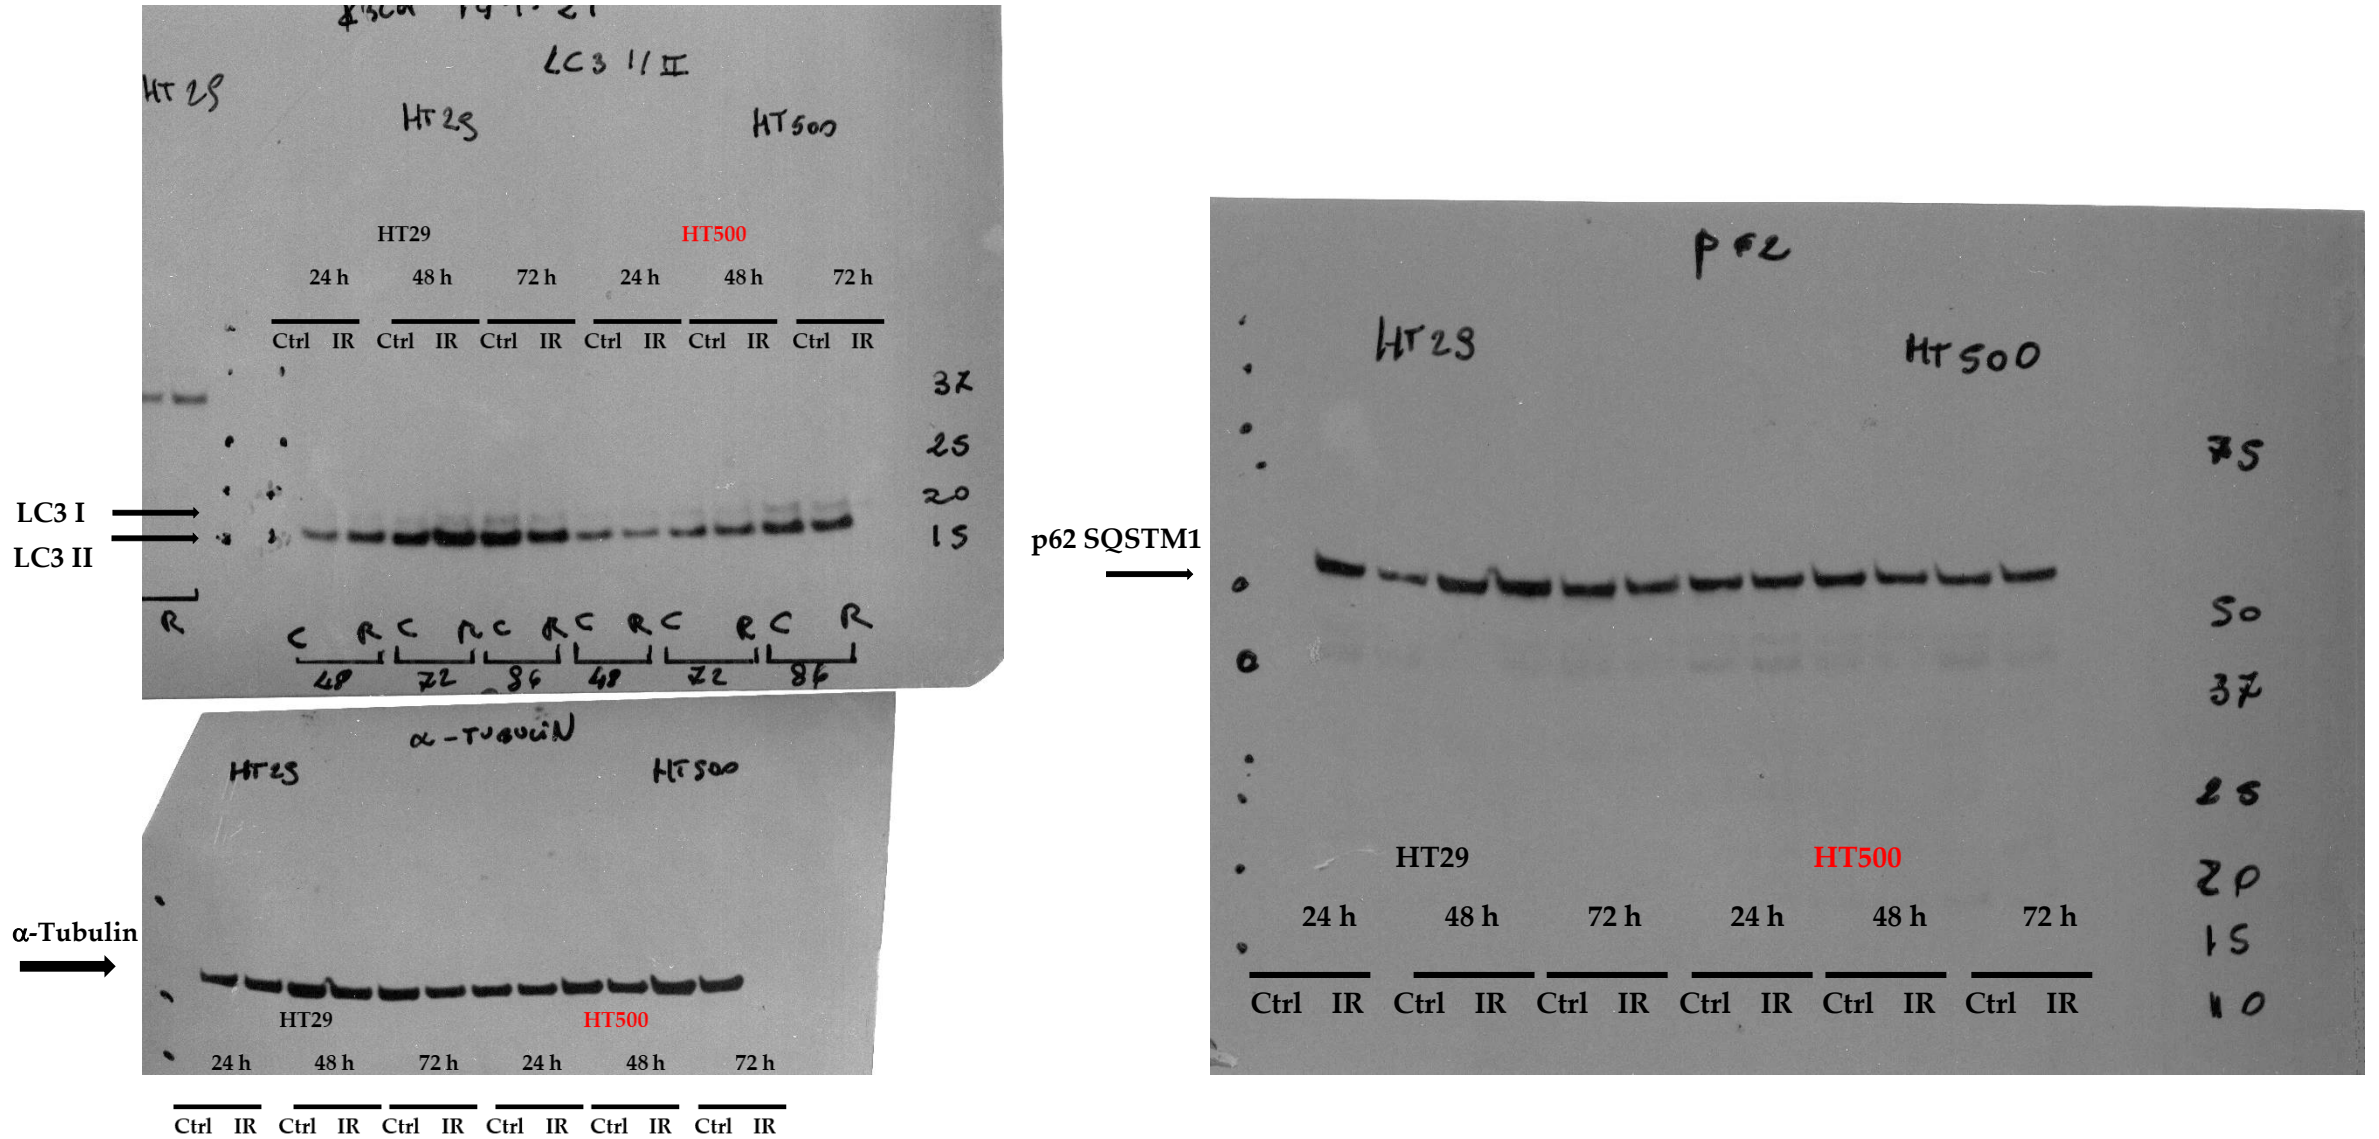 LC3 I/II
HT29
HT29
HT500
HT29 HT500
24 h 48 h 72 h 24 h 48 h 72 h
Ctrl IR Ctrl IR Ctrl IR Ctrl IR Ctrl IR Ctrl IR
37
25
20
15
LC3 I
LC3 II
R
C R C R C R C R C R C R
48 72 86 48 72 86
α-TUBULIN
HT29 HT500
α-Tubulin
HT29 HT500
24 h 48 h 72 h 24 h 48 h 72 h
Ctrl IR Ctrl IR Ctrl IR Ctrl IR Ctrl IR Ctrl IR
p62
HT29 HT500
75
p62 SQSTM1
50
37
25
20
15
10
HT29 HT500
24 h 48 h 72 h 24 h 48 h 72 h
Ctrl IR Ctrl IR Ctrl IR Ctrl IR Ctrl IR Ctrl IR